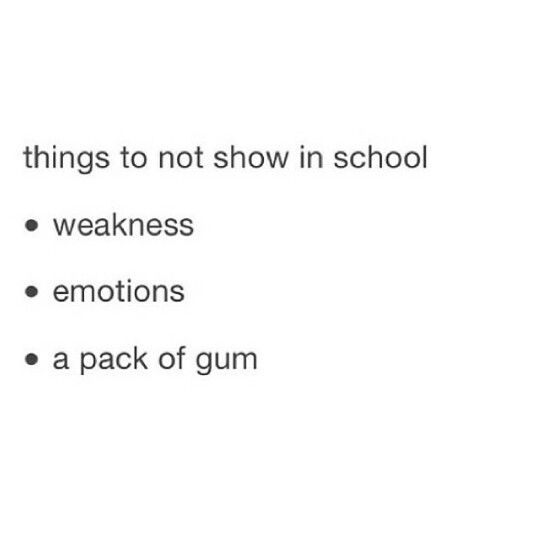 things to not show in school
• weakness
• emotions
• a pack of gum